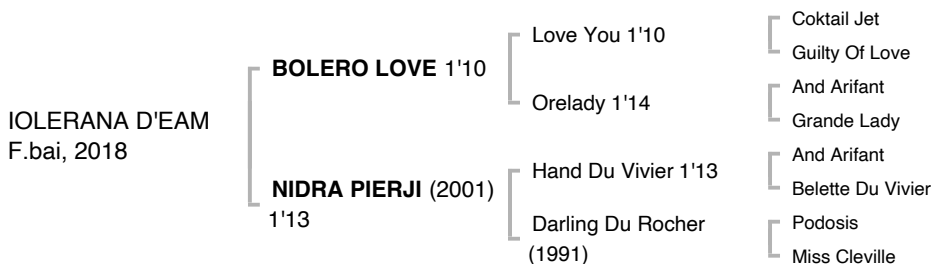 IOLERANA D'EAM
F.bai, 2018
BOLERO LOVE 1'10
NIDRA PIERJI (2001)
1'13
Love You 1'10
Orelady 1'14
Hand Du Vivier 1'13
Darling Du Rocher
(1991)
Coktail Jet
Guilty Of Love
And Arifant
Grande Lady
And Arifant
Belette Du Vivier
Podosis
Miss Cleville